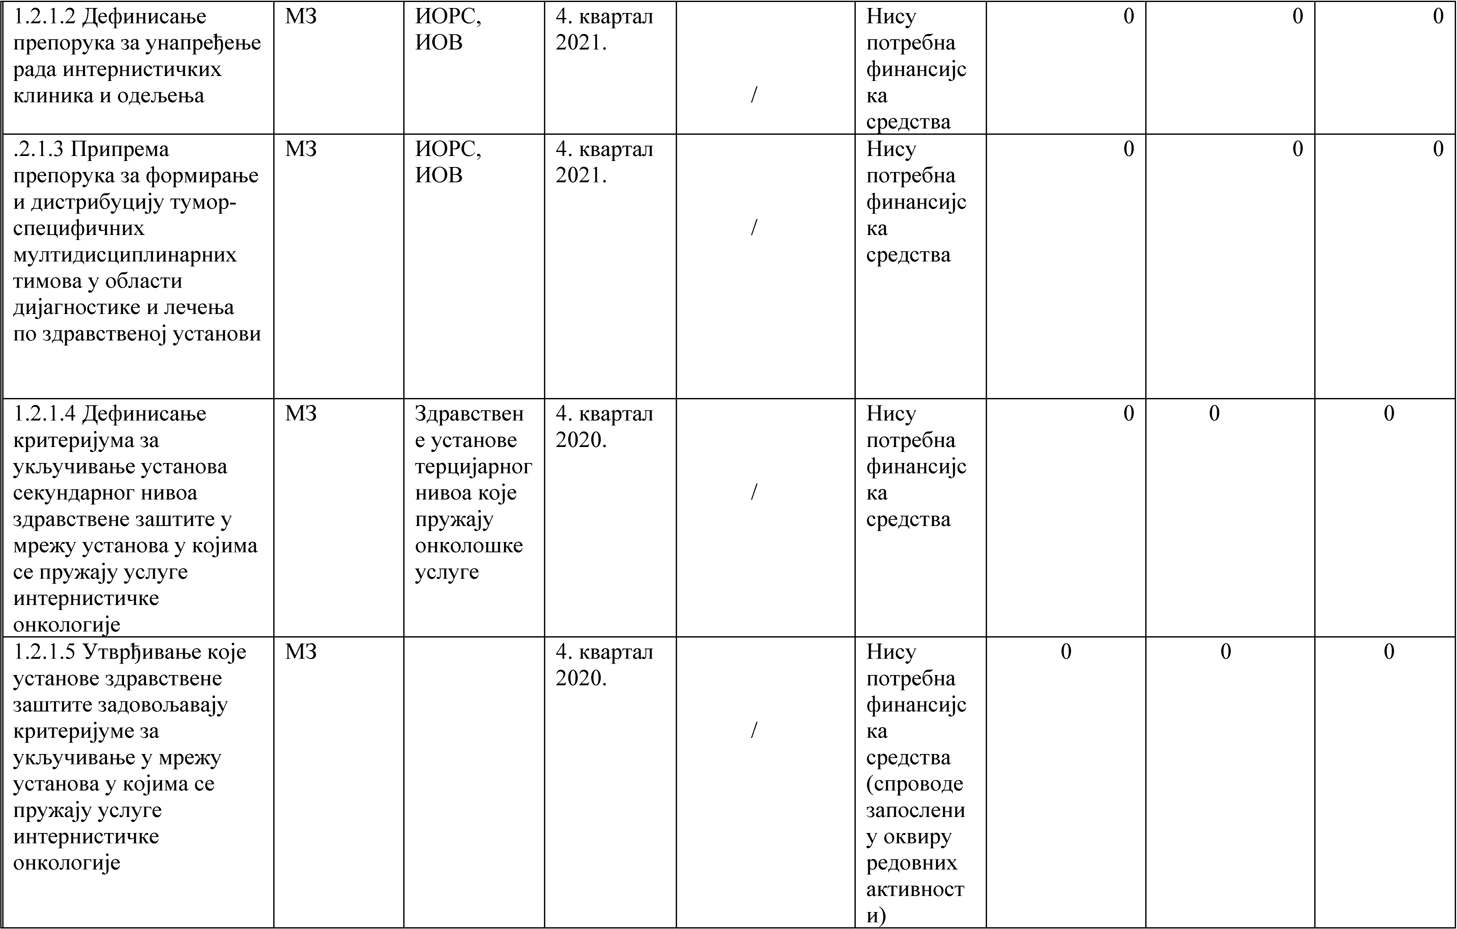 1.2.1.2 Дефинисање
препорука за унапређење
рада интернистичких
клиника и одељења
МЗ
ИОРС,
ИОВ
4. квартал
2021.
/
Нису
потребна
финансијс
ка
средства
0
0
0
.2.1.3 Припрема
препорука за формирање
и дистрибуцију тумор-
специфичних
мултидисциплинарних
тимова у области
дијагностике и лечења
по здравственој установи
МЗ
ИОРС,
ИОВ
4. квартал
2021.
/
Нису
потребна
финансијс
ка
средства
0
0
0
1.2.1.4 Дефинисање
критеријума за
укључивање установа
секундарног нивоа
здравствене заштите у
мрежу установа у којима
се пружају услуге
интернистичке
онкологије
МЗ
Здравствен
е установе
терцијарног
нивоа које
пружају
онколошке
услуге
4. квартал
2020.
/
Нису
потребна
финансијс
ка
средства
0
0
0
1.2.1.5 Утврђивање које
установе здравствене
заштите задовољавају
критеријуме за
укључивање у мрежу
установа у којима се
пружају услуге
интернистичке
онкологије
МЗ
4. квартал
2020.
/
Нису
потребна
финансијс
ка
средства
(спроводе
запослени
у оквиру
редовних
активност
и)
0
0
0